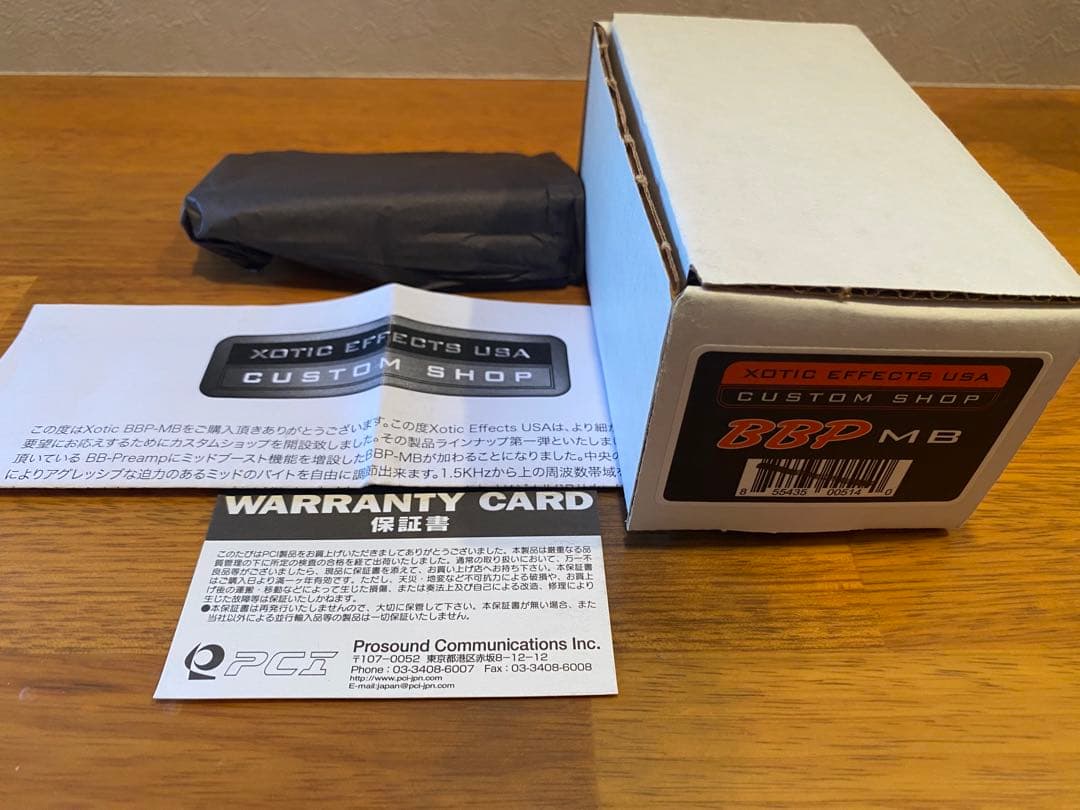 XOTIC EFFECTS USA
CUSTOM SHOP
この度はXotic BBP-MBをご購入頂きありがとうございます。この度Xotic Effects USAは、より細か
要望にお応えするためにカスタムショップを開設致しました。その製品ラインナップ第一弾といたしまし
頂いている BB-Preampにミッドブースト機能を増設したBBP-MBが加わることになりました。中央の
によりアグレッシブな迫力のあるミッドのバイトを自由に調節出来ます。1.5KHzから上の周波数帯域を
WARRANTY CARD
保証書
このたびはPCI製品をお買上げいただきましてありがとうございました。本製品は厳重なる品
質管理の下に所定の検査の合格を経て出荷いたしました。通常の取り扱いにおいて、万一不
良品等がございましたら、現品に保証書を添えて、お買い上げ店へお持ち下さい。本保証書
はご購入日より満一ヶ年有効です。ただし、天災・地変など不可抗力による破損や、お買上
げ後の運搬・移動などによって生じた損傷、または奏法上及び自己による改造、修理により
生じた故障等は保証いたしかねます。
●本保証書は再発行いたしませんので、大切に保管して下さい。本保証書が無い場合、また
当社以外による並行輸入品等の製品は一切保証いたしません。
PCI
Prosound Communications Inc.
〒107-0052 東京都港区赤坂8-12-12
Phone : 03-3408-6007 Fax : 03-3408-6008
http://www.pci-jpn.com
E-mail:japan@pci-jpn.com
XOTIC EFFECTS USA
CUSTOM SHOP
BBP MB
8 55435 00514 0